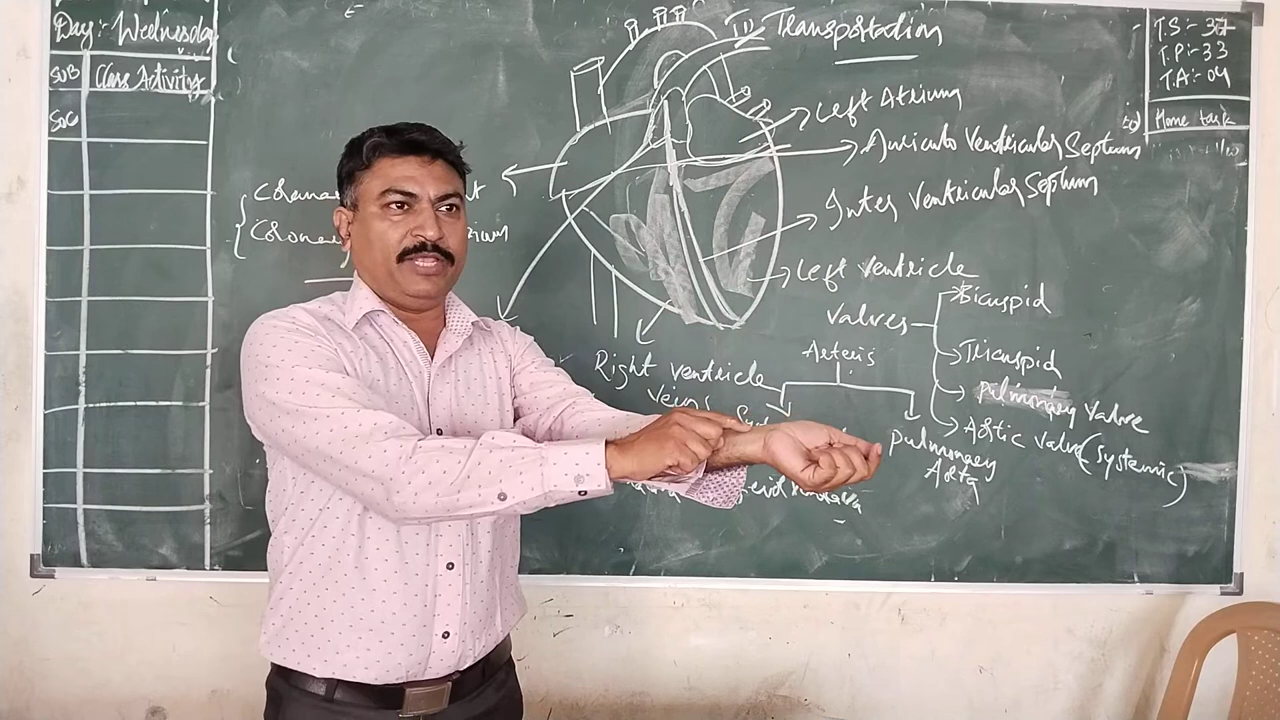 Day:- Wednesday
SUB Class Activity
SOC
Transportation
Left Atrium
Auriculo Ventricular Septum
Inter Ventricular Septum
Left Ventricle
Valves
Bicuspid
Tricuspid
Pulmonary Valve
Aortic Valve (Systemic)
Arteris
Pulmonary
Aorta
Right Ventricle
Veins
T.S:- 37
T.P:- 33
T.A:- 04
Home task